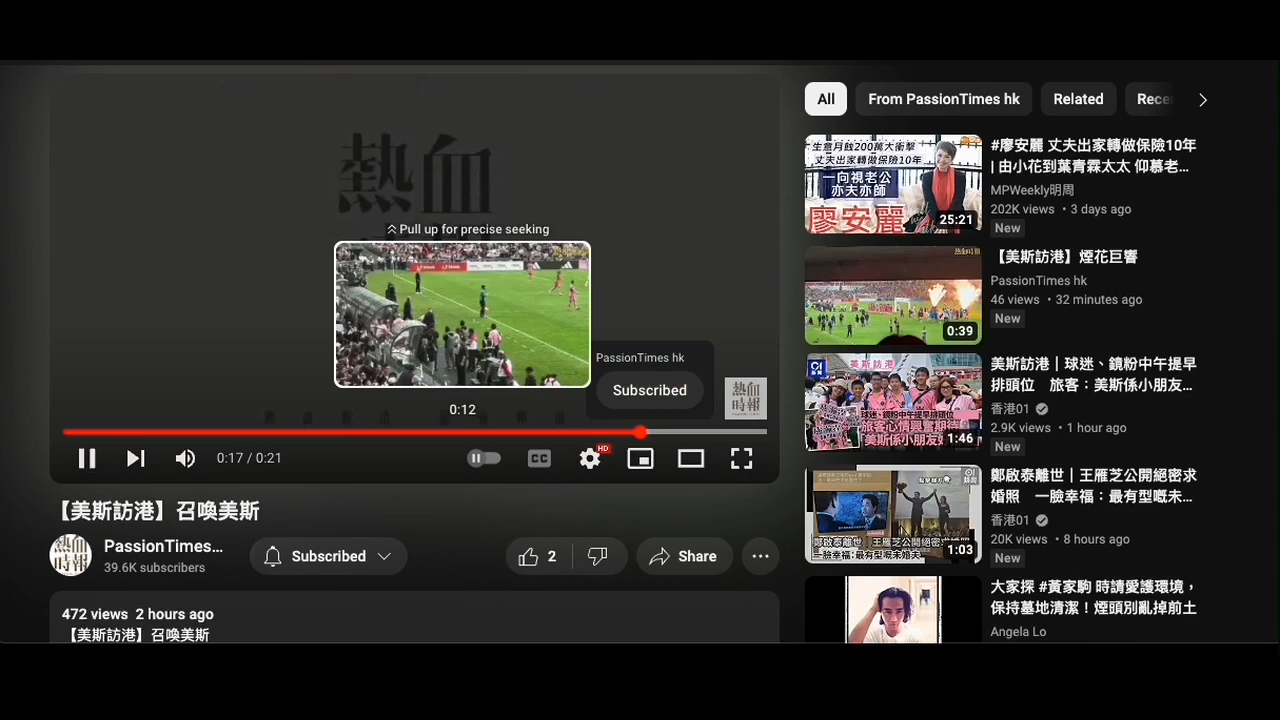 熱血
Pull up for precise seeking
PassionTimes hk
Subscribed
熱血
時報
0:12
0:17 / 0:21
CC
HD
【美斯訪港】召喚美斯
熱血
時報
PassionTimes...
39.6K subscribers
Subscribed
2
Share
472 views 2 hours ago
【美斯訪港】召喚美斯
All
From PassionTimes hk
Related
生意月蝕200萬大衝擊
丈夫出家轉做保險10年
一向視老公
亦夫亦師
廖安麗
25:21
#廖安麗 丈夫出家轉做保險10年
| 由小花到葉青霖太太 仰慕老...
MPWeekly明周
202K views • 3 days ago
New
熱血時報
0:39
【美斯訪港】煙花巨響
PassionTimes hk
46 views • 32 minutes ago
New
美斯訪港
球迷、鏡粉中午提早排頭位
旅客心情興奮期待
美斯係小朋友
1:46
美斯訪港｜球迷、鏡粉中午提早
排頭位　旅客：美斯係小朋友...
香港01
2.9K views • 1 hour ago
New
鄭啟泰離世｜王雁芝公開絕密求
一臉幸福：最有型嘅未婚夫
1:03
鄭啟泰離世｜王雁芝公開絕密求
婚照　一臉幸福：最有型嘅未...
香港01
20K views • 8 hours ago
New
大家探 #黃家駒 時請愛護環境，
保持墓地清潔！煙頭別亂掉前土
Angela Lo